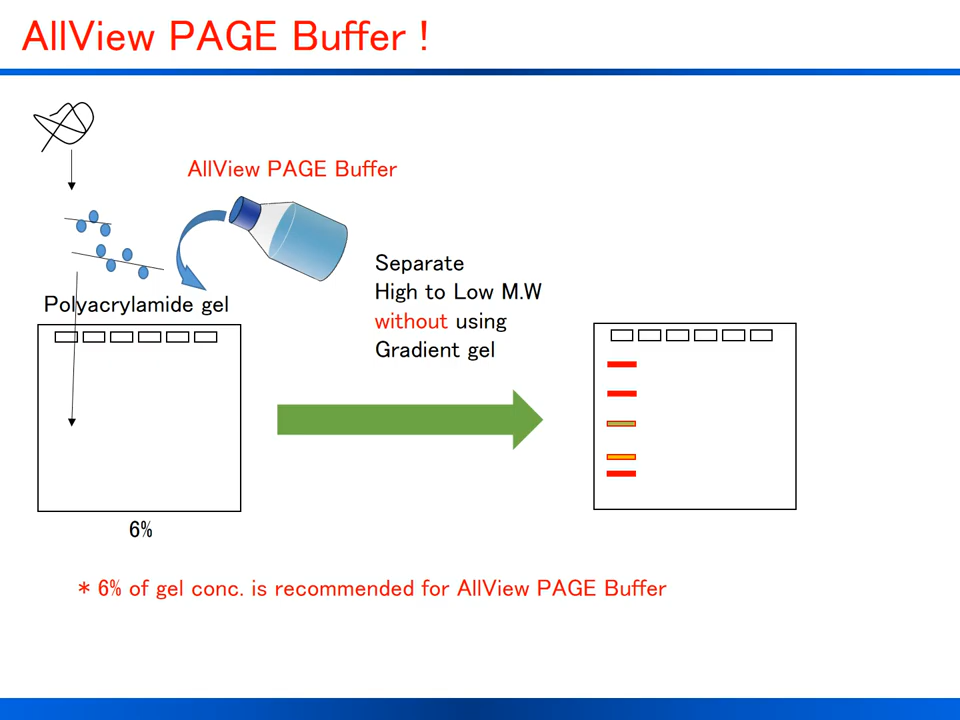 AllView PAGE Buffer !
AllView PAGE Buffer
Separate
High to Low M.W
without using
Gradient gel
Polyacrylamide gel
6%
* 6% of gel conc. is recommended for AllView PAGE Buffer